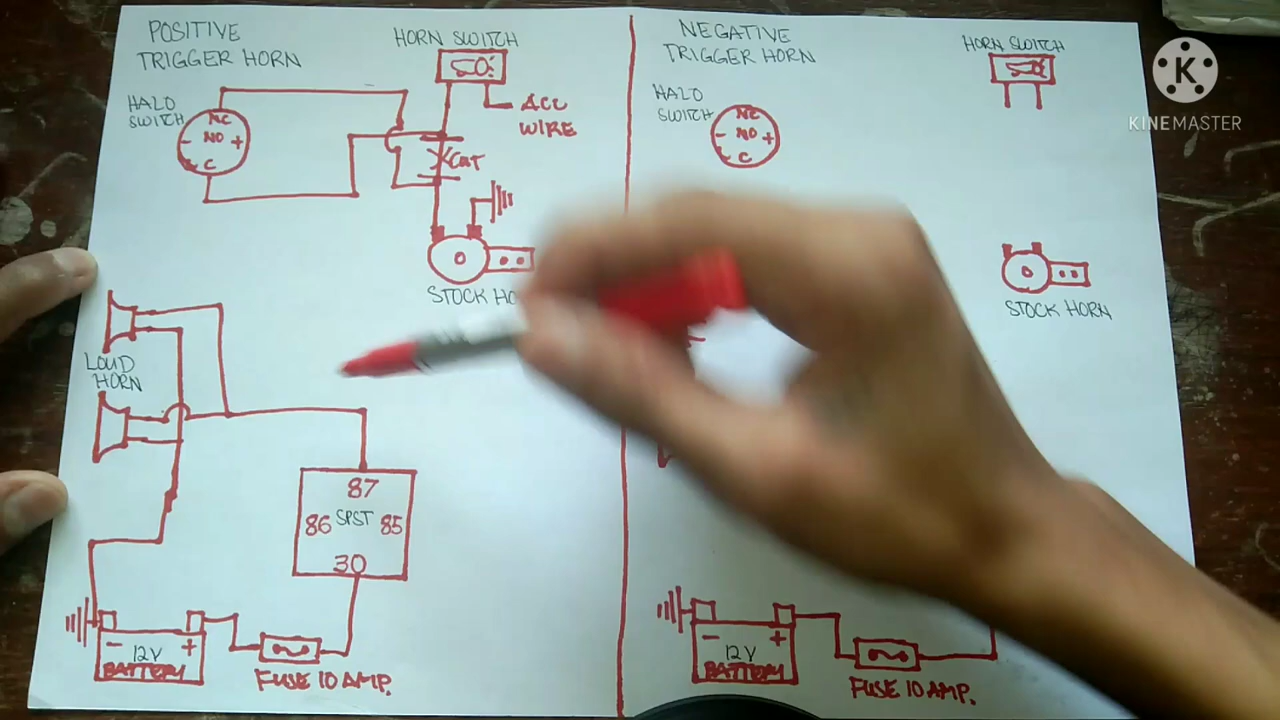 POSITIVE
TRIGGER HORN
HORN SWITCH
ACC
WIRE
HALO
SWITCH
NC
NO
- +
C
CUT
LOUD
HORN
87
86 SPST 85
30
- +
12V
BATTERY
FUSE 10 AMP.
NEGATIVE
TRIGGER HORN
HORN SWITCH
HALO
SWITCH
NC
- NO +
C
STOCK HORN
- +
12V
BATTERY
FUSE 10 AMP.
K
KINEMASTER